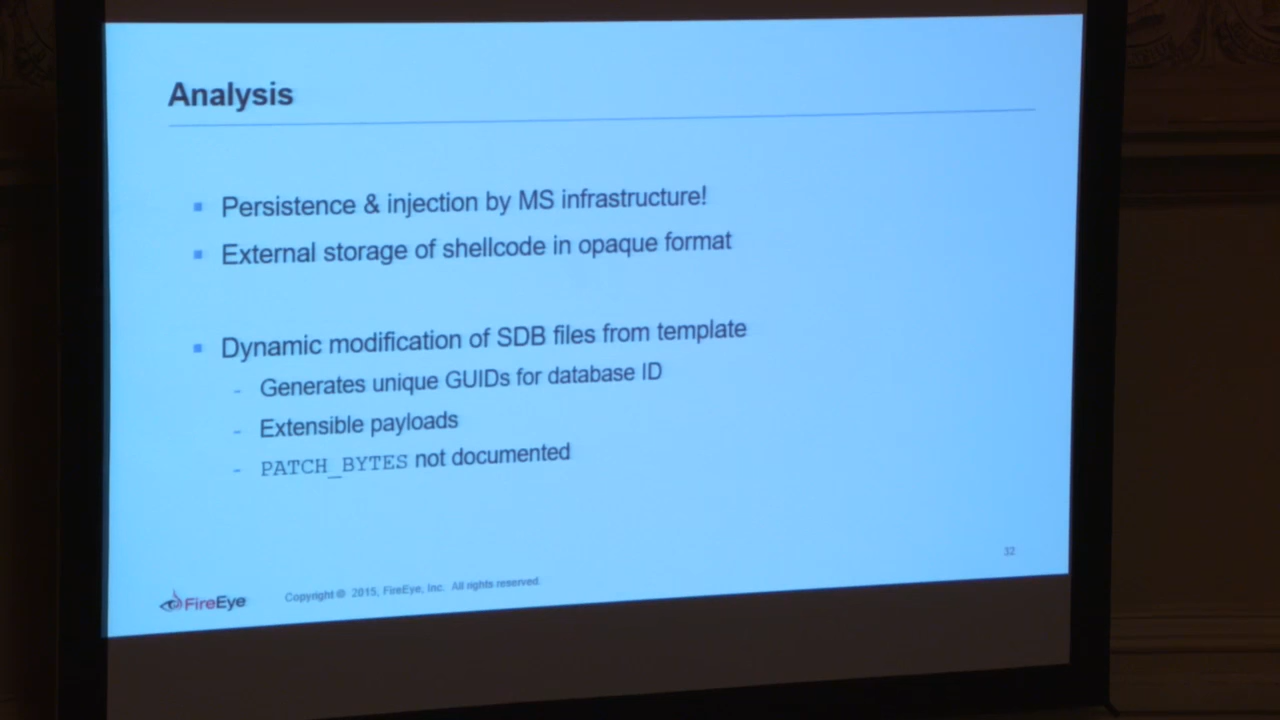 Analysis
Persistence & injection by MS infrastructure!
External storage of shellcode in opaque format
Dynamic modification of SDB files from template
- Generates unique GUIDs for database ID
- Extensible payloads
- PATCH_BYTES not documented
32
FireEye
Copyright © 2015, FireEye, Inc. All rights reserved.